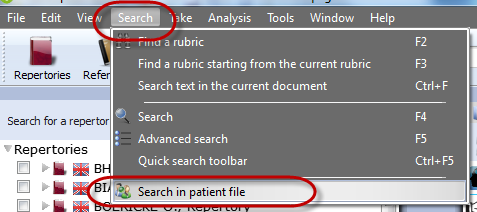 File Edit View Search Take Analysis Tools Window Help
Find a rubric F2
Find a rubric starting from the current rubric F3
Search text in the current document Ctrl+F
Search F4
Advanced search F5
Quick search toolbar Ctrl+F5
Search in patient file
Repertories Refer
Search for a repertor
Repertories
BH
BIA
BOERICKE O., Repertory